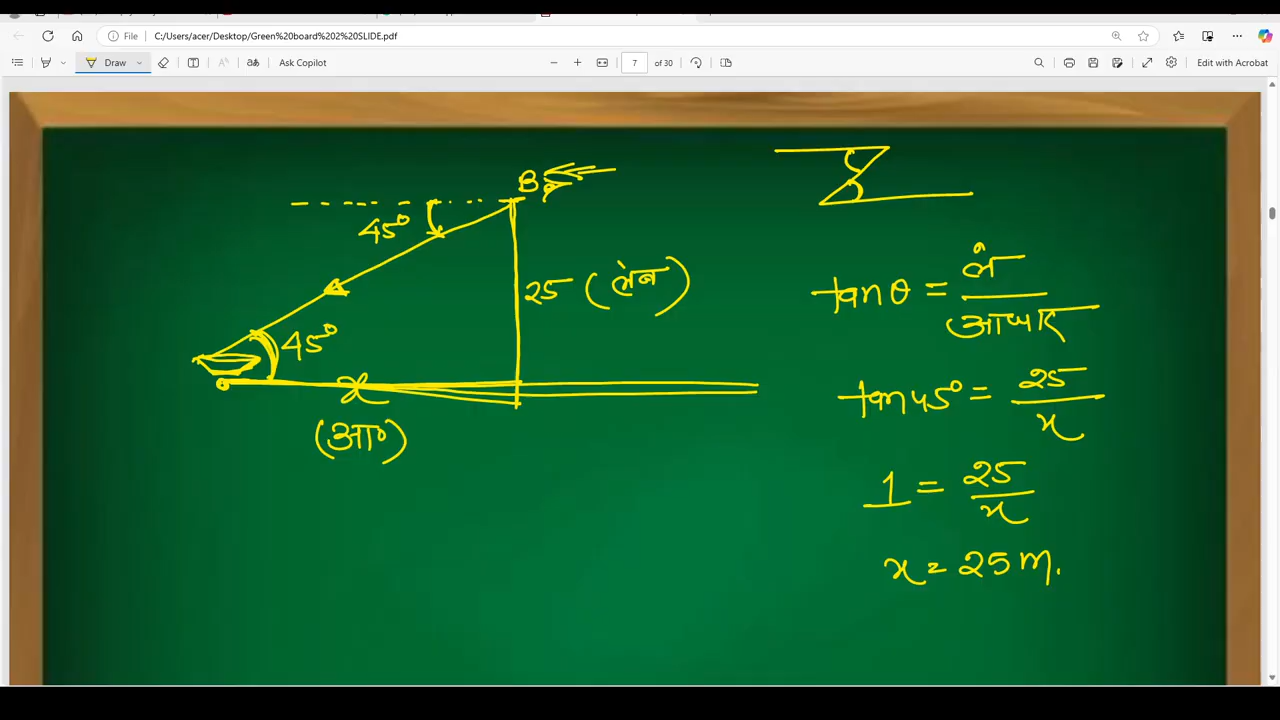 File
C:/Users/acer/Desktop/Green%20board%202%20SLIDE.pdf
Draw
Ask Copilot
7 of 30
Edit with Acrobat
B
45°
25 (लंब)
45°
x
(आ०)
tanθ = लं / आधार
tan45° = 25 / x
1 = 25 / x
x = 25 m.